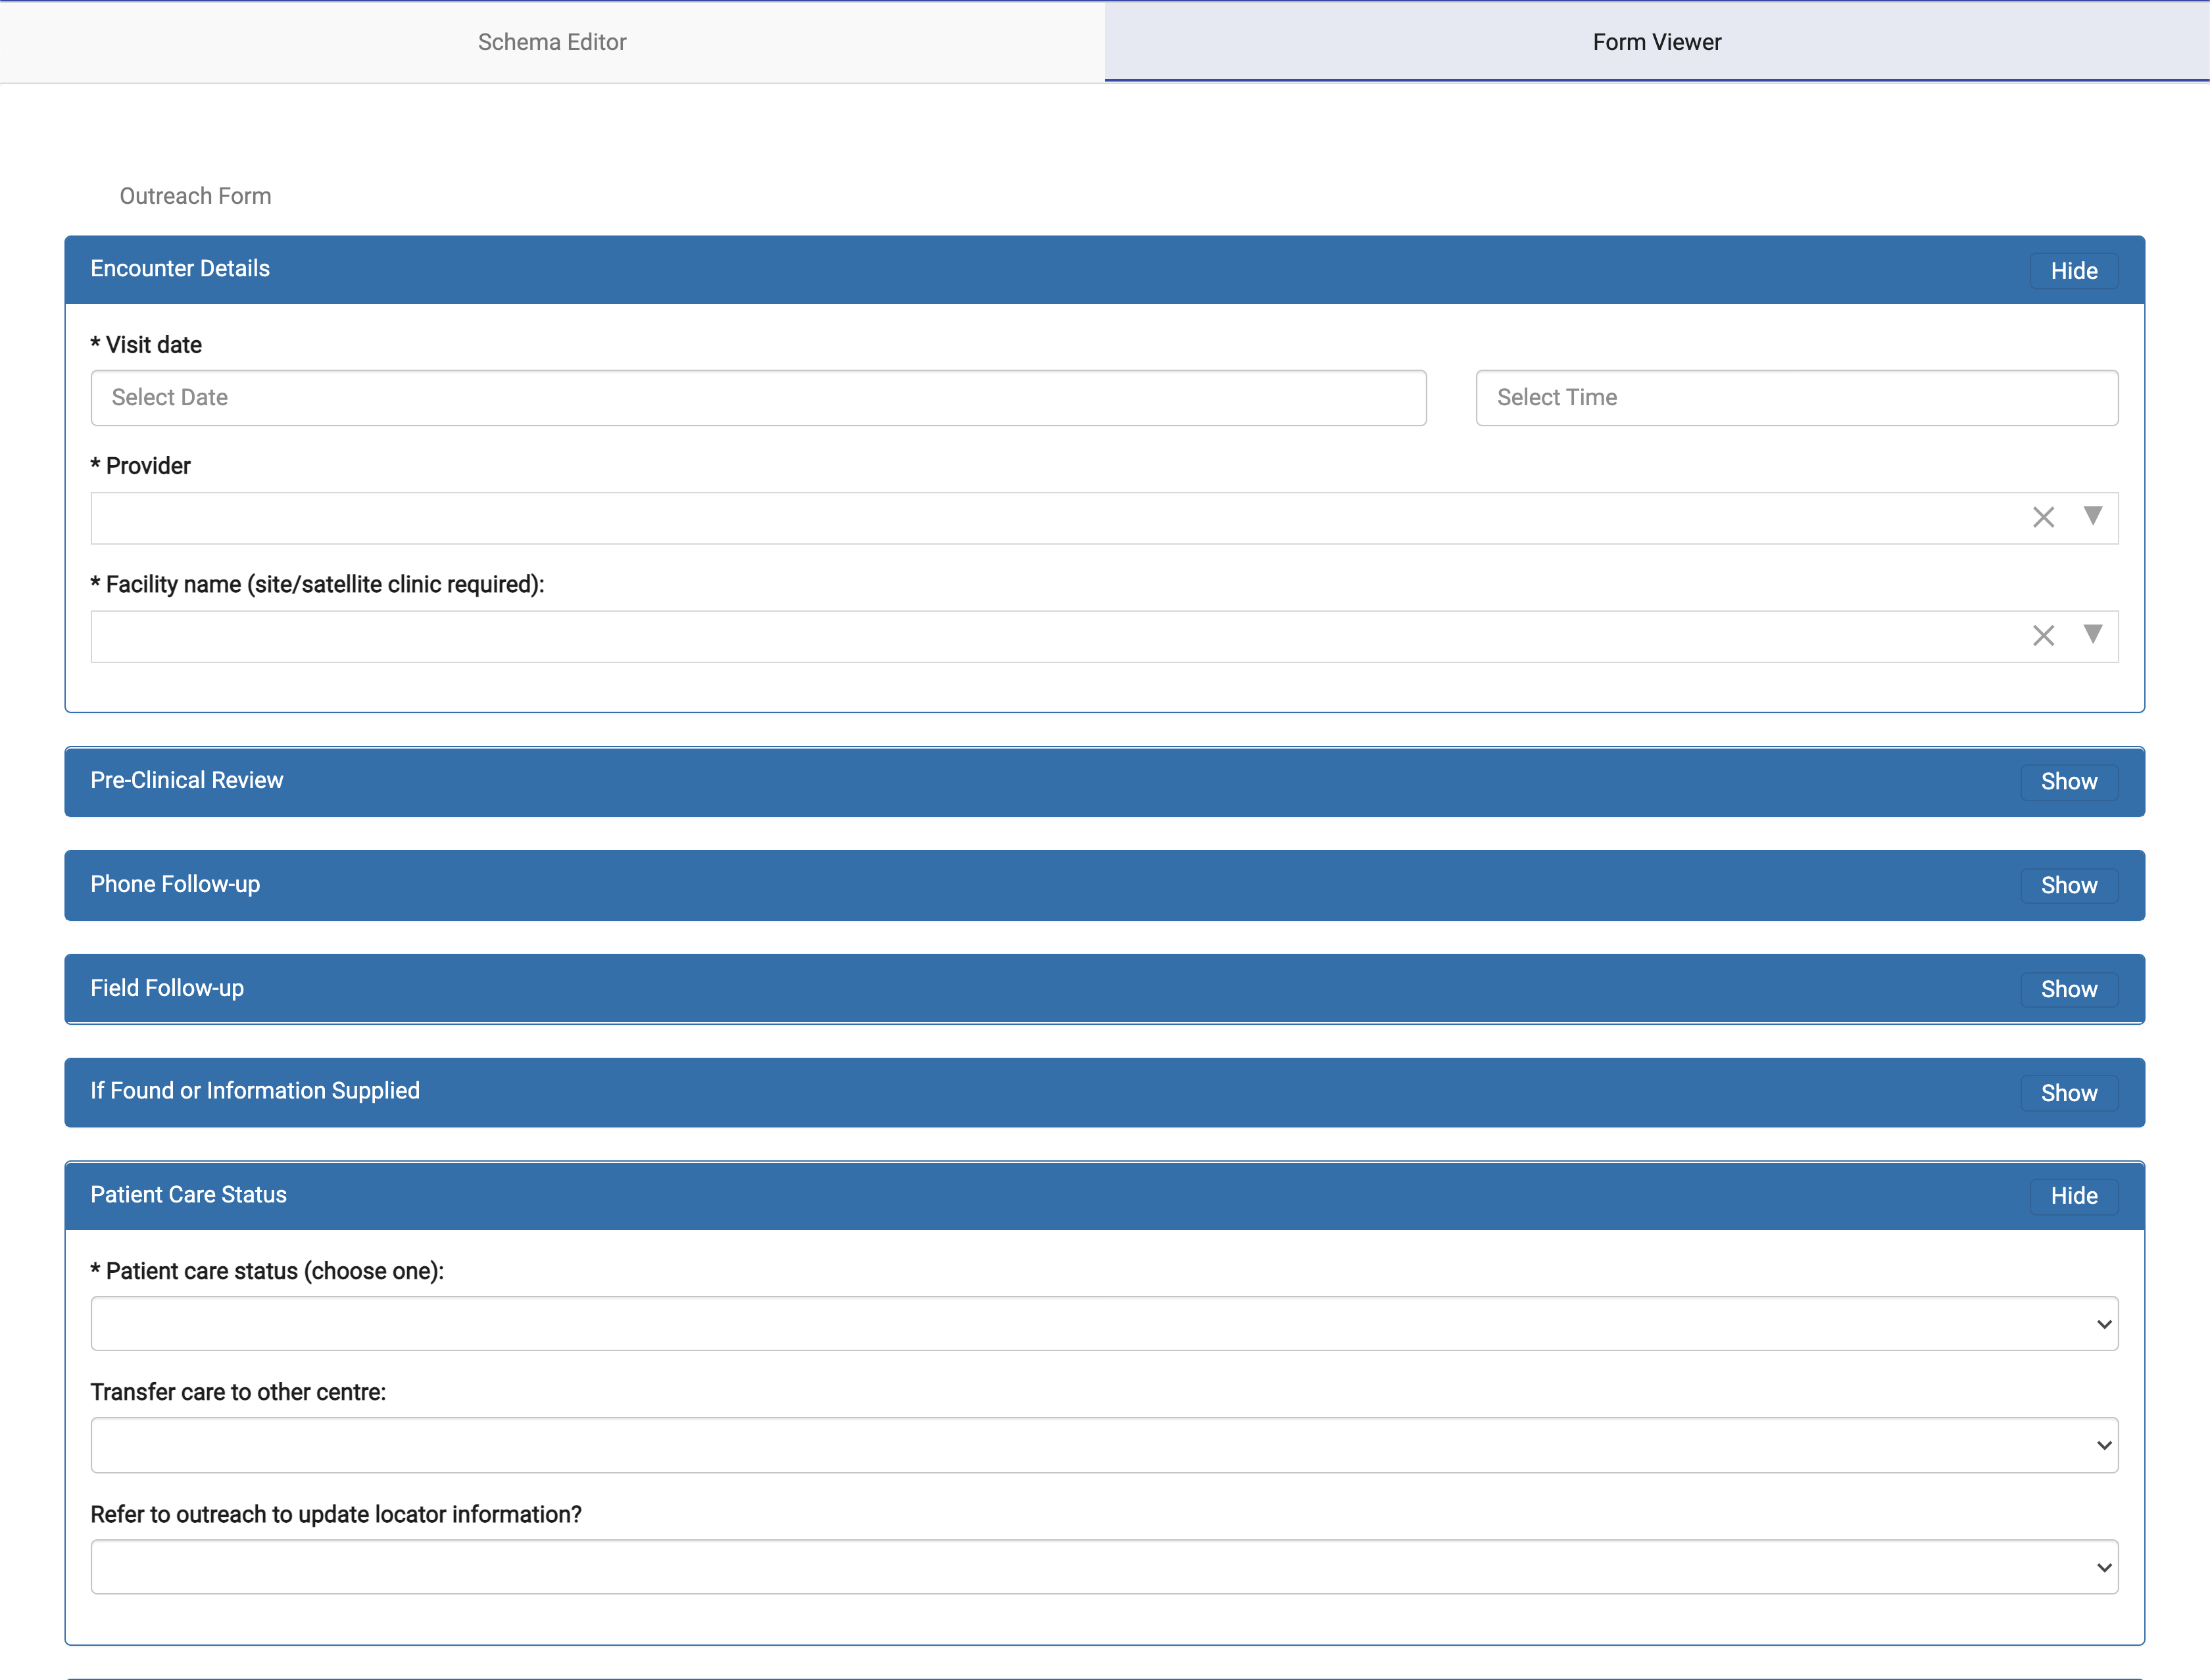 Schema Editor
Form Viewer
Outreach Form
Encounter Details
Hide
* Visit date
Select Date
Select Time
* Provider
* Facility name (site/satellite clinic required):
Pre-Clinical Review
Show
Phone Follow-up
Show
Field Follow-up
Show
If Found or Information Supplied
Show
Patient Care Status
Hide
* Patient care status (choose one):
Transfer care to other centre:
Refer to outreach to update locator information?